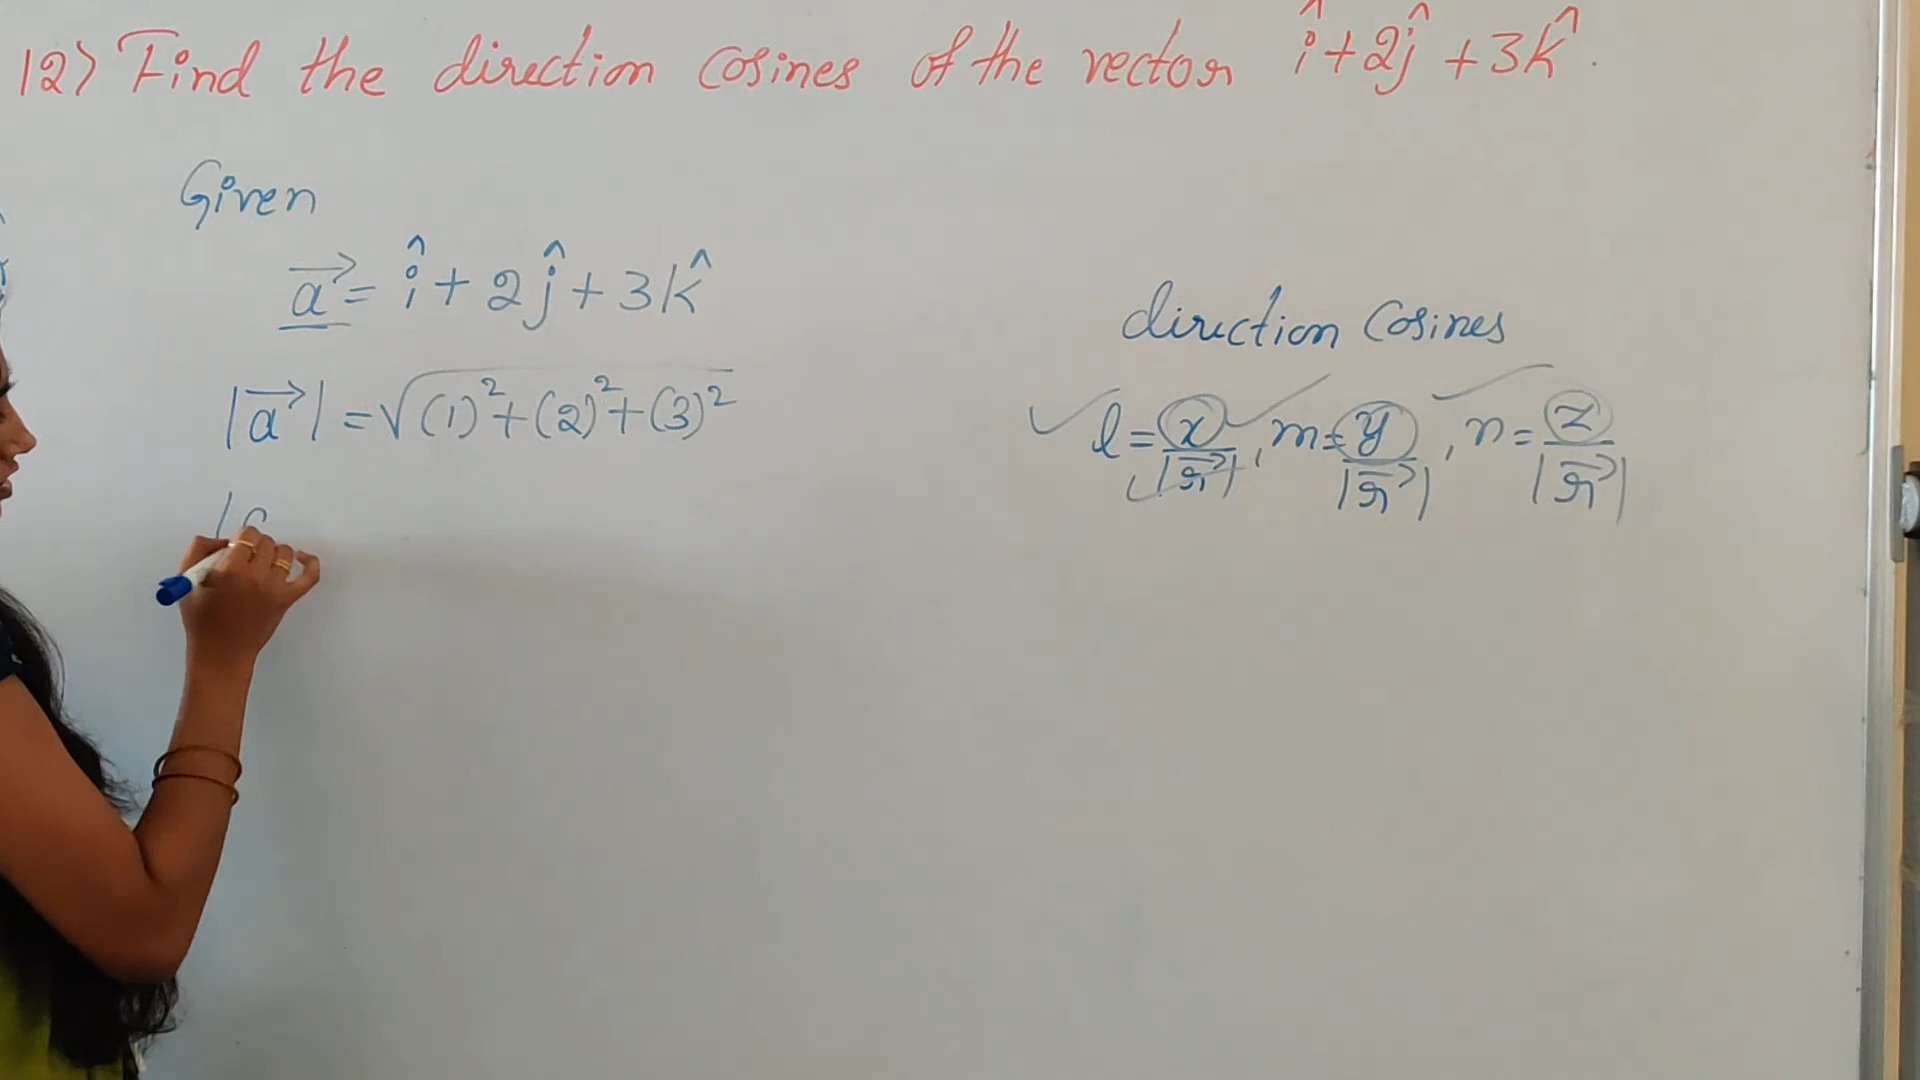 12) Find the direction cosines of the vector î + 2ĵ + 3k̂.
Given
a⃗ = î + 2ĵ + 3k̂
|a⃗| = √(1)² + (2)² + (3)²
|a
direction cosines
l = x/|r⃗|, m = y/|r⃗|, n = z/|r⃗|